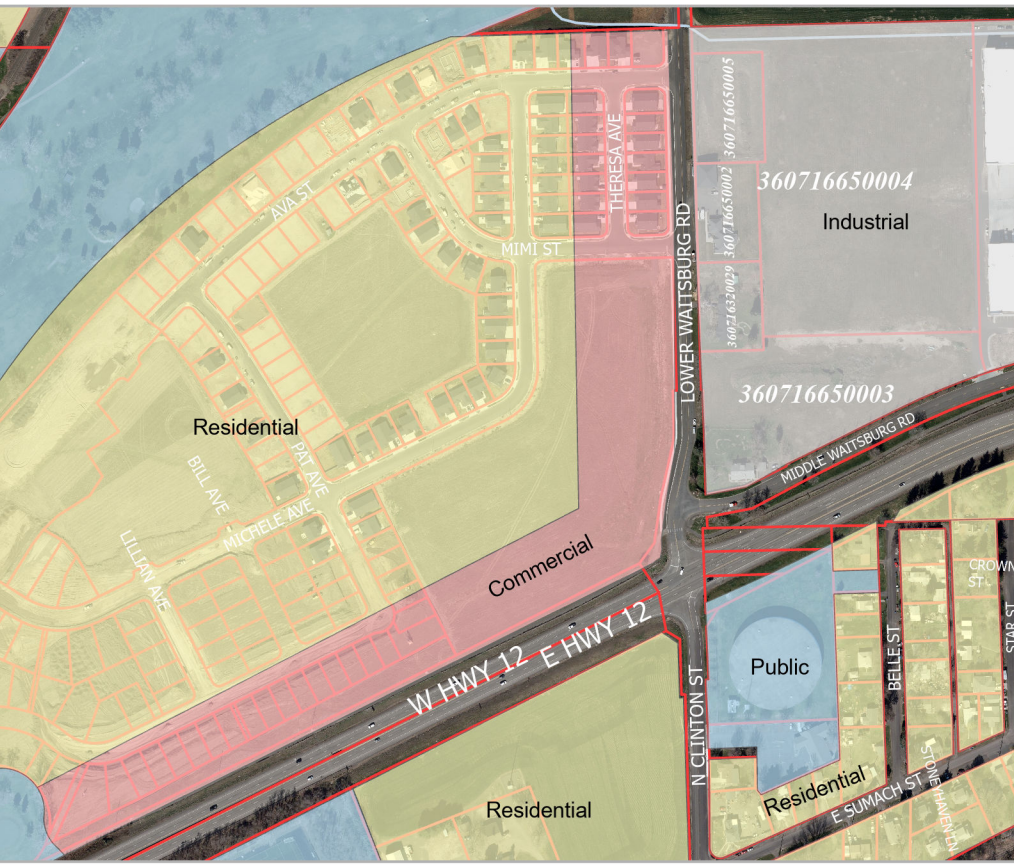 360716650005
THERESA AVE
360716650004
AVA ST
360716650002
Industrial
MIMI ST
LOWER WAITSBURG RD
360716320029
360716650003
Residential
MIDDLE WAITSBURG RD
PAT AVE
BILL AVE
MICHELE AVE
LILLIAN AVE
Commercial
CROWN
ST
STAR ST
W HWY 12
E HWY 12
BELLE ST
Public
N CLINTON ST
Residential
Residential
E SUMACH ST
STONEYHAVEN LN